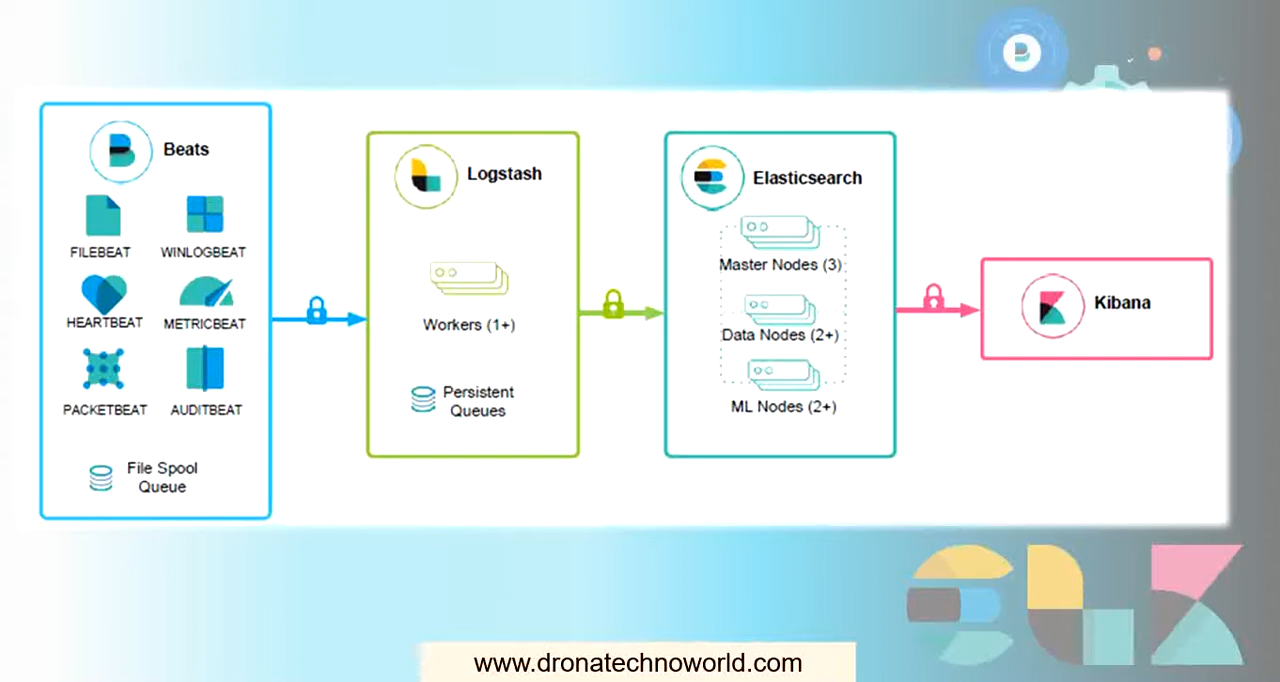 Beats
FILEBEAT
WINLOGBEAT
HEARTBEAT
METRICBEAT
PACKETBEAT
AUDITBEAT
File Spool
Queue
Logstash
Workers (1+)
Persistent
Queues
Elasticsearch
Master Nodes (3)
Data Nodes (2+)
ML Nodes (2+)
Kibana
www.dronatechnoworld.com